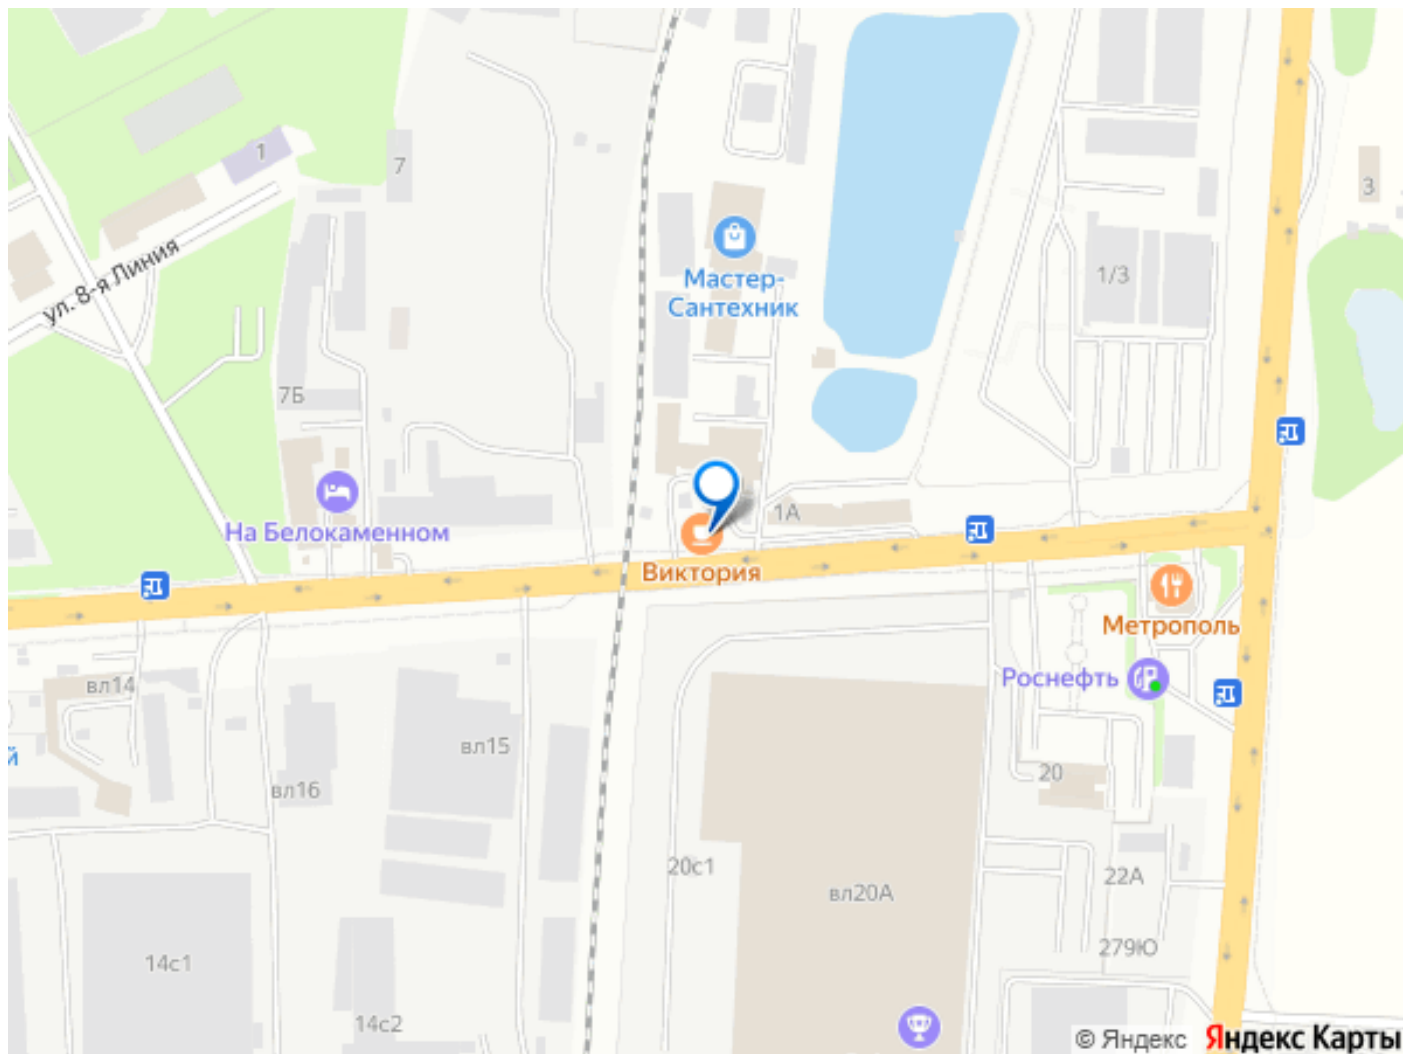 1
7
3
ул. 8-я Линия
Мастер-
Сантехник
1/3
7Б
1А
На Белокаменном
Виктория
Метрополь
Роснефть
вл14
вл15
й
вл16
20
20с1
вл20А
22А
279Ю
14с1
14с2
© Яндекс Яндекс Карты